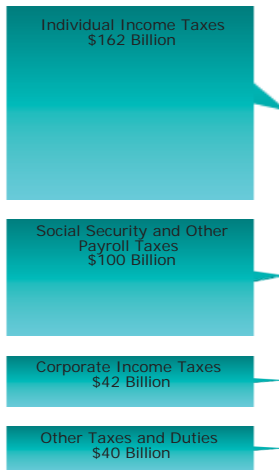 Individual Income Taxes
$162 Billion
Social Security and Other
Payroll Taxes
$100 Billion
Corporate Income Taxes
$42 Billion
Other Taxes and Duties
$40 Billion